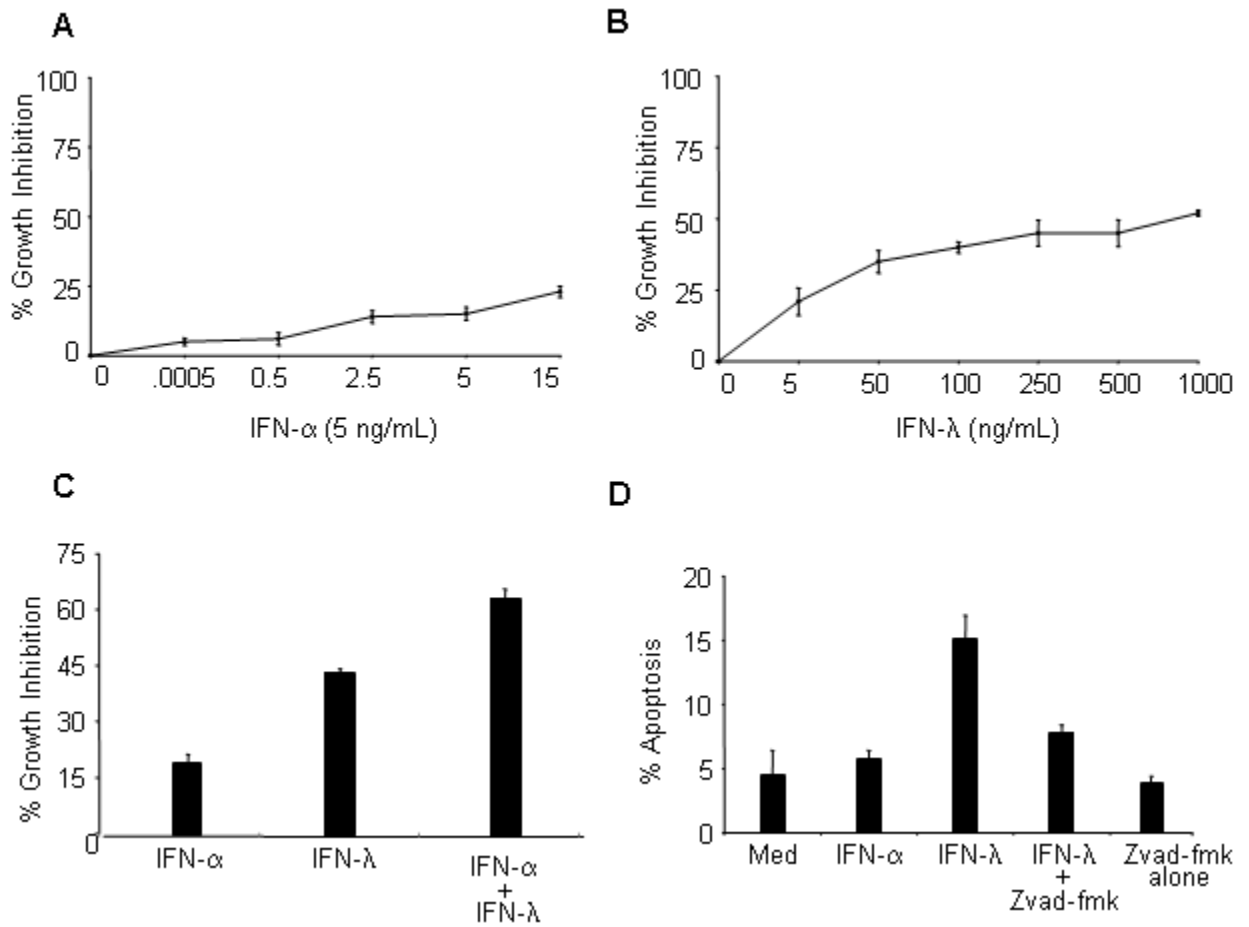 A
% Growth Inhibition
100
75
50
25
0
0 .0005 0.5 2.5 5 15
IFN-α (5 ng/mL)
B
% Growth Inhibition
100
75
50
25
0
0 5 50 100 250 500 1000
IFN-λ (ng/mL)
C
% Growth Inhibition
75
60
45
30
15
0
IFN-α IFN-λ IFN-α
+
IFN-λ
D
% Apoptosis
20
15
10
5
0
Med IFN-α IFN-λ IFN-λ Zvad-fmk
+ alone
Zvad-fmk